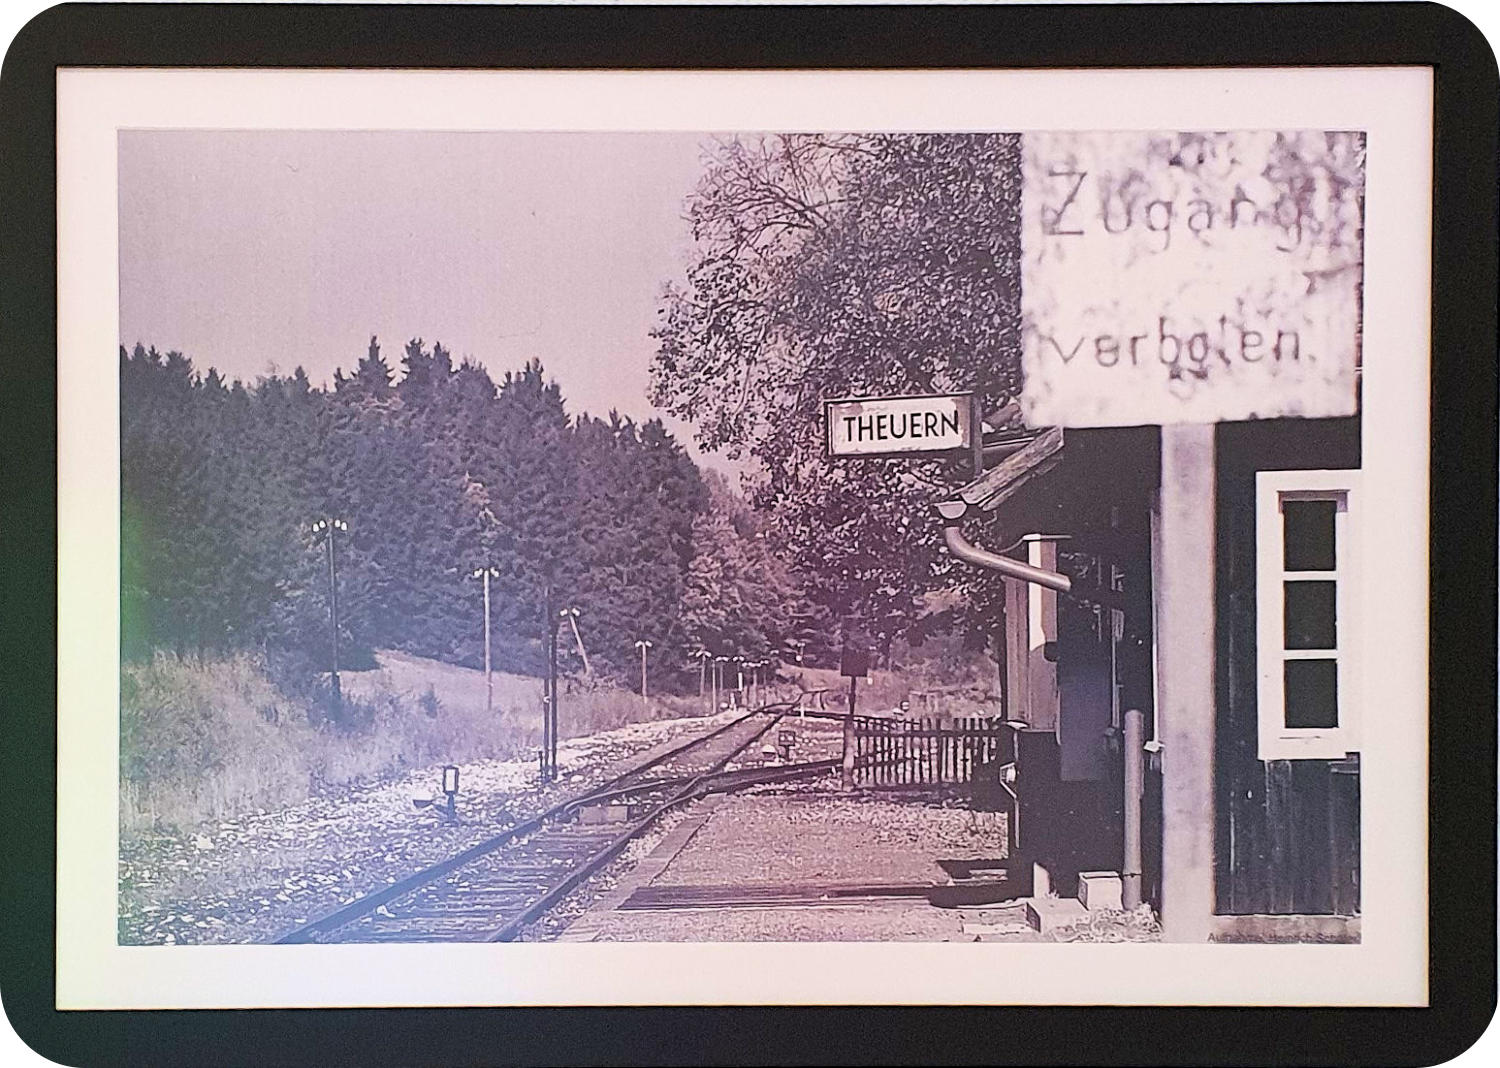 Zugang
verboten.
THEUERN